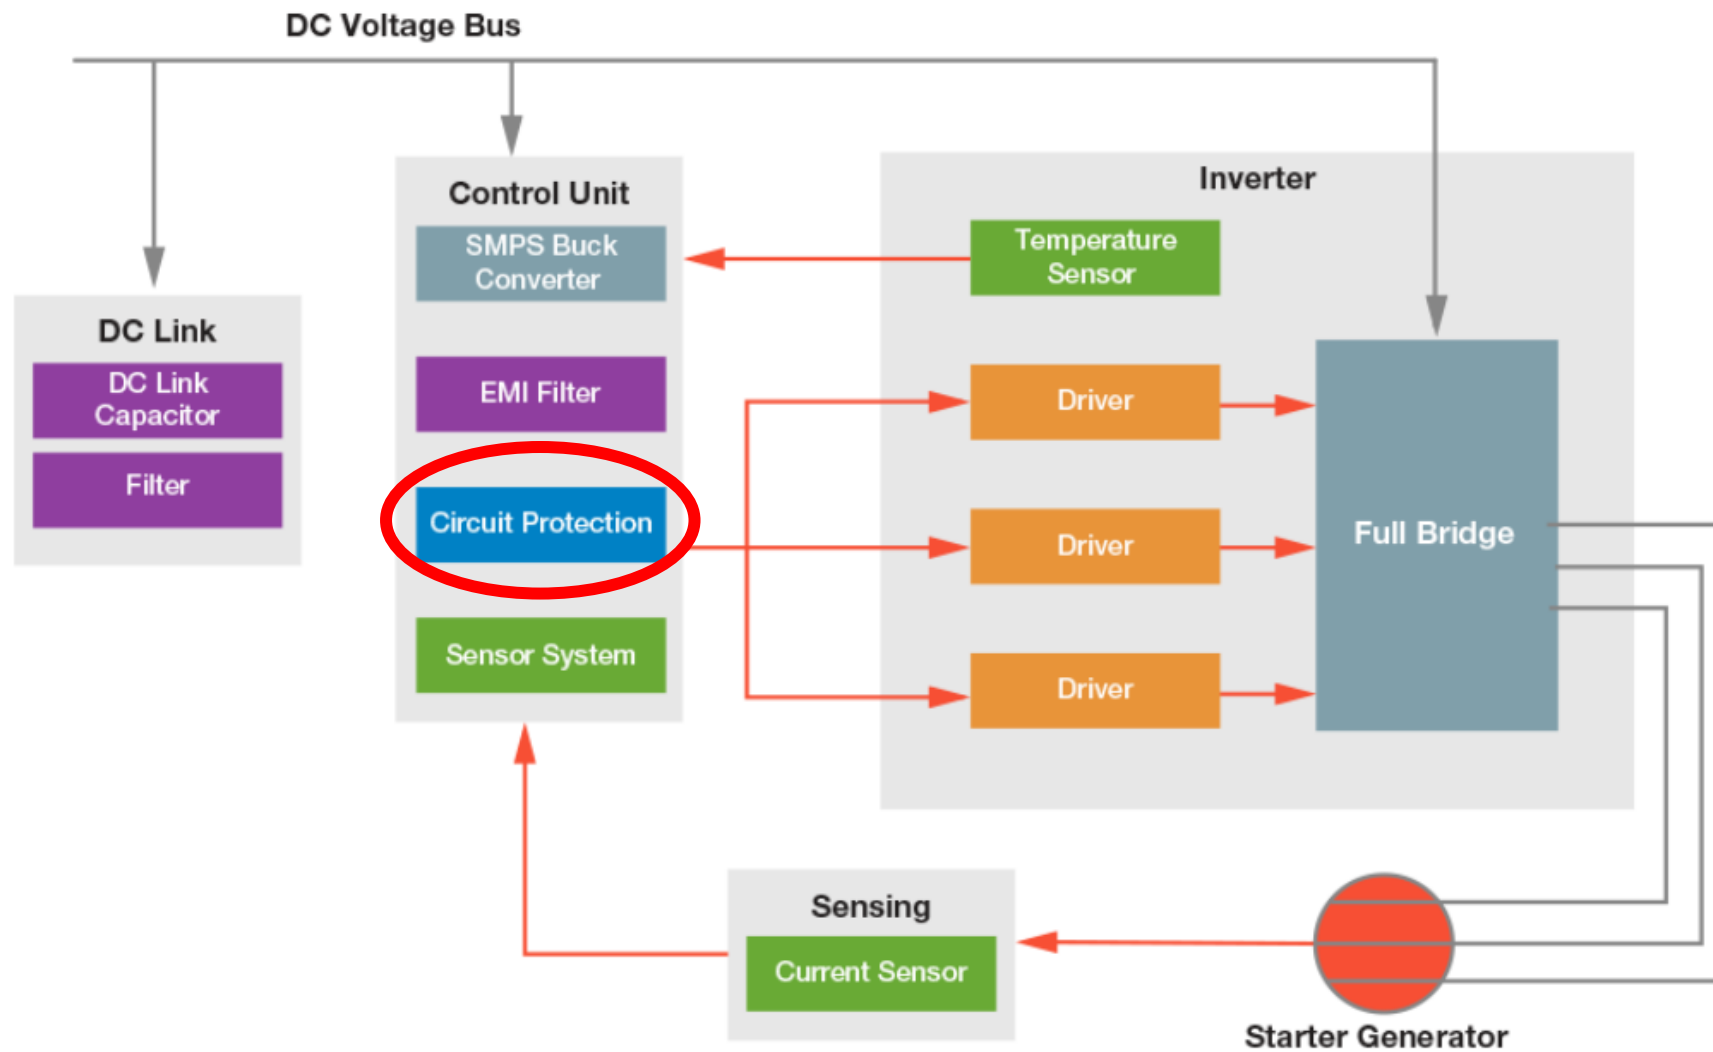 DC Voltage Bus
Control Unit
SMPS Buck
Converter
EMI Filter
Circuit Protection
Sensor System
DC Link
DC Link
Capacitor
Filter
Inverter
Temperature
Sensor
Driver
Driver
Driver
Full Bridge
Sensing
Current Sensor
Starter Generator